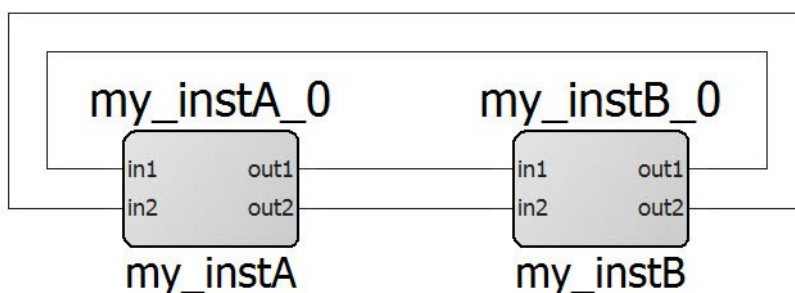 my_instA_0
my_instB_0
in1 out1
in2 out2
in1 out1
in2 out2
my_instA
my_instB